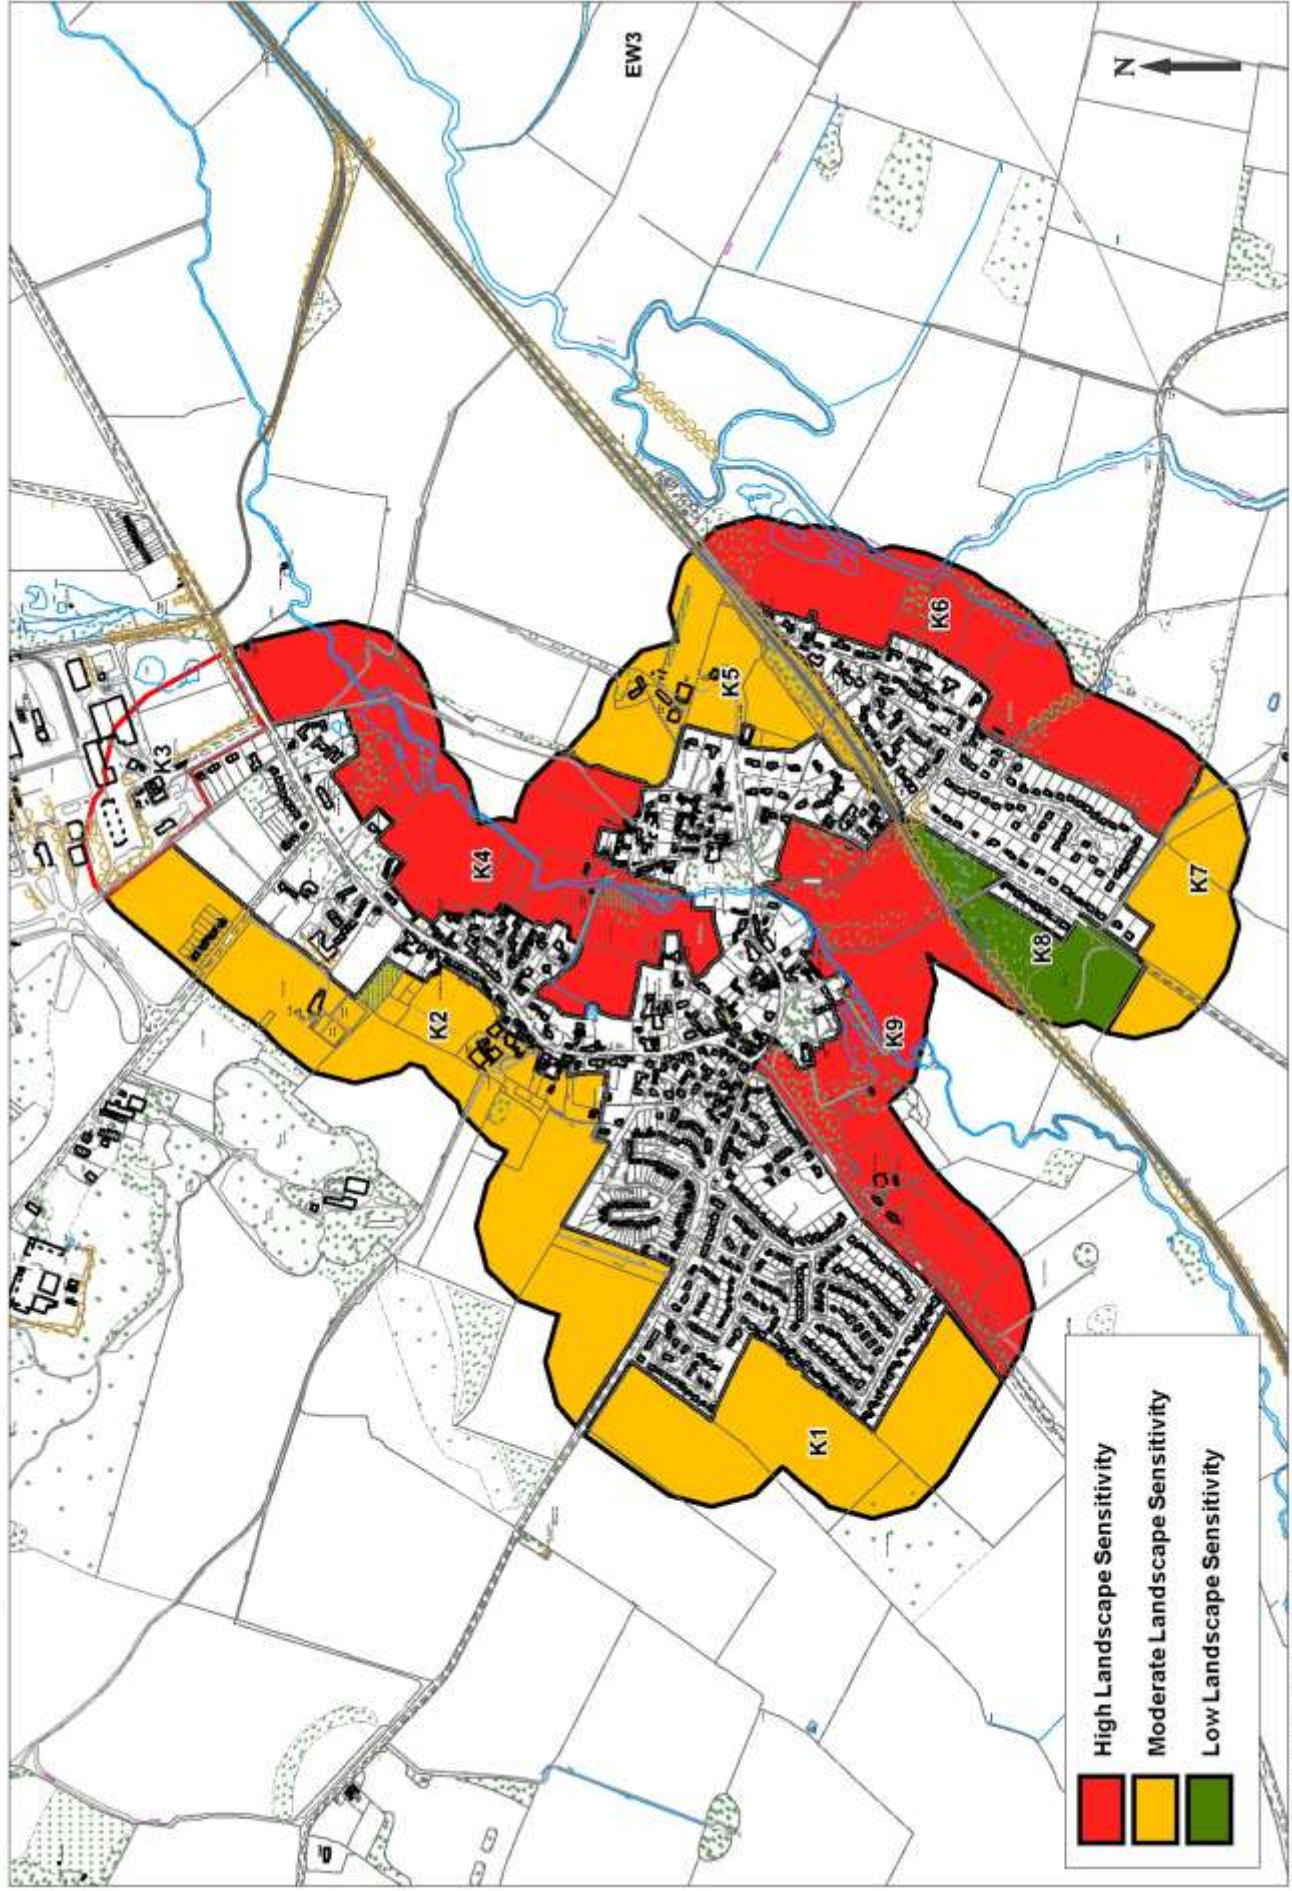 EW3
N
K3
K6
K5
K4
K7
K8
K2
K9
K1
High Landscape Sensitivity
Moderate Landscape Sensitivity
Low Landscape Sensitivity